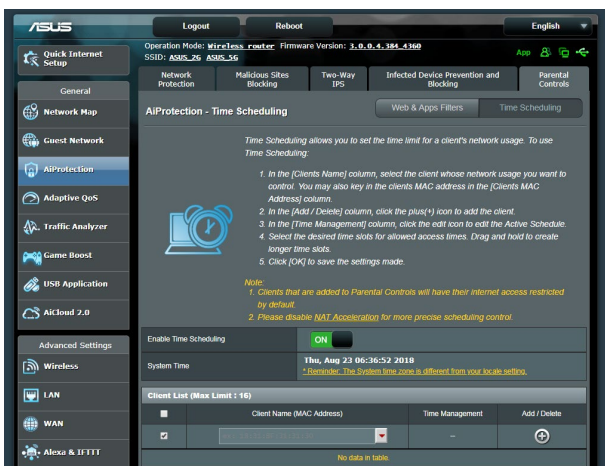 ASUS
Logout
Reboot
English
Quick Internet
Setup
Operation Mode: Wireless router Firmware Version: 3.0.0.4.384_4360
SSID: ASUS_2G ASUS_5G
App
General
Network Map
Guest Network
AiProtection
Adaptive QoS
Traffic Analyzer
Game Boost
USB Application
AiCloud 2.0
Advanced Settings
Wireless
LAN
WAN
Alexa & IFTTT
Network
Protection
Malicious Sites
Blocking
Two-Way
IPS
Infected Device Prevention and
Blocking
Parental
Controls
AiProtection - Time Scheduling
Web & Apps Filters
Time Scheduling
Time Scheduling allows you to set the time limit for a client's network usage. To use
Time Scheduling:
1. In the [Clients Name] column, select the client whose network usage you want to
control. You may also key in the clients MAC address in the [Clients MAC
Address] column.
2. In the [Add / Delete] column, click the plus(+) icon to add the client.
3. In the [Time Management] column, click the edit icon to edit the Active Schedule.
4. Select the desired time slots for allowed access times. Drag and hold to create
longer time slots.
5. Click [OK] to save the settings made.
Note:
1. Clients that are added to Parental Controls will have their internet access restricted
by default.
2. Please disable NAT Acceleration for more precise scheduling control.
Enable Time Scheduling
ON
System Time
Thu, Aug 23 06:36:52 2018
* Reminder: The System time zone is different from your locale setting.
Client List (Max Limit : 16)
Client Name (MAC Address)
Time Management
Add / Delete
--
No data in table.